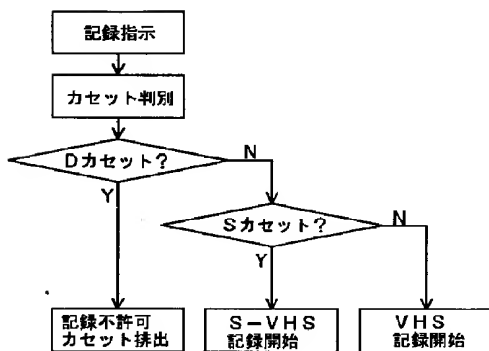 記録指示
カセット判別
Dカセット?
N
Y
Sカセット?
N
Y
記録不許可
カセット排出
S-VHS
記録開始
VHS
記録開始